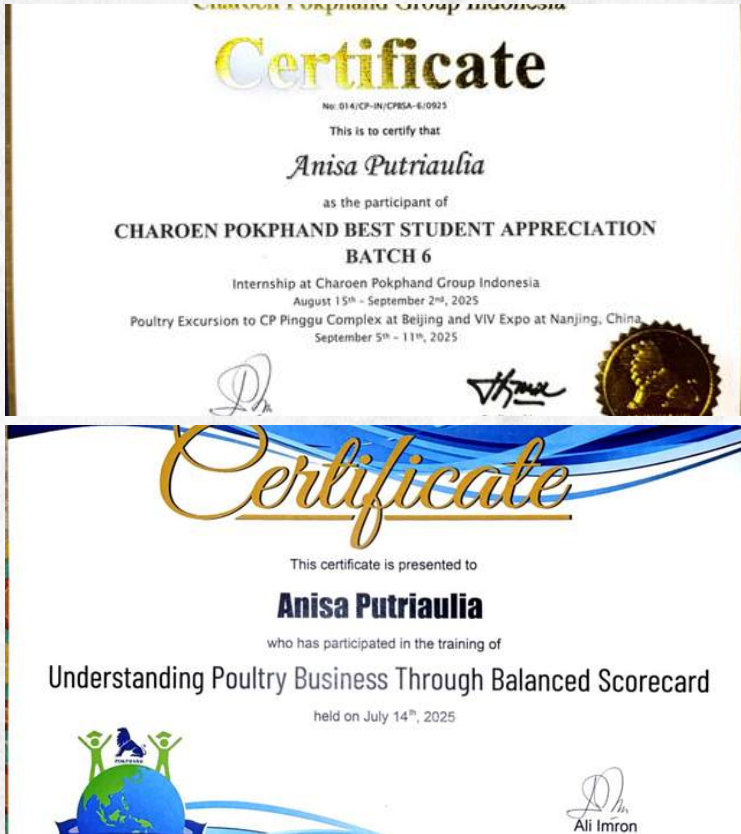 Charoen Pokphand Group Indonesia
Certificate
No: 014/CP-IN/CPBSA-6/0925
This is to certify that
Anisa Putriaulia
as the participant of
CHAROEN POKPHAND BEST STUDENT APPRECIATION
BATCH 6
Internship at Charoen Pokphand Group Indonesia
August 15th - September 2nd, 2025
Poultry Excursion to CP Pinggu Complex at Beijing and VIV Expo at Nanjing, China
September 5th - 11th, 2025
Certificate
This certificate is presented to
Anisa Putriaulia
who has participated in the training of
Understanding Poultry Business Through Balanced Scorecard
held on July 14th, 2025
POKPHAND
Ali Imron